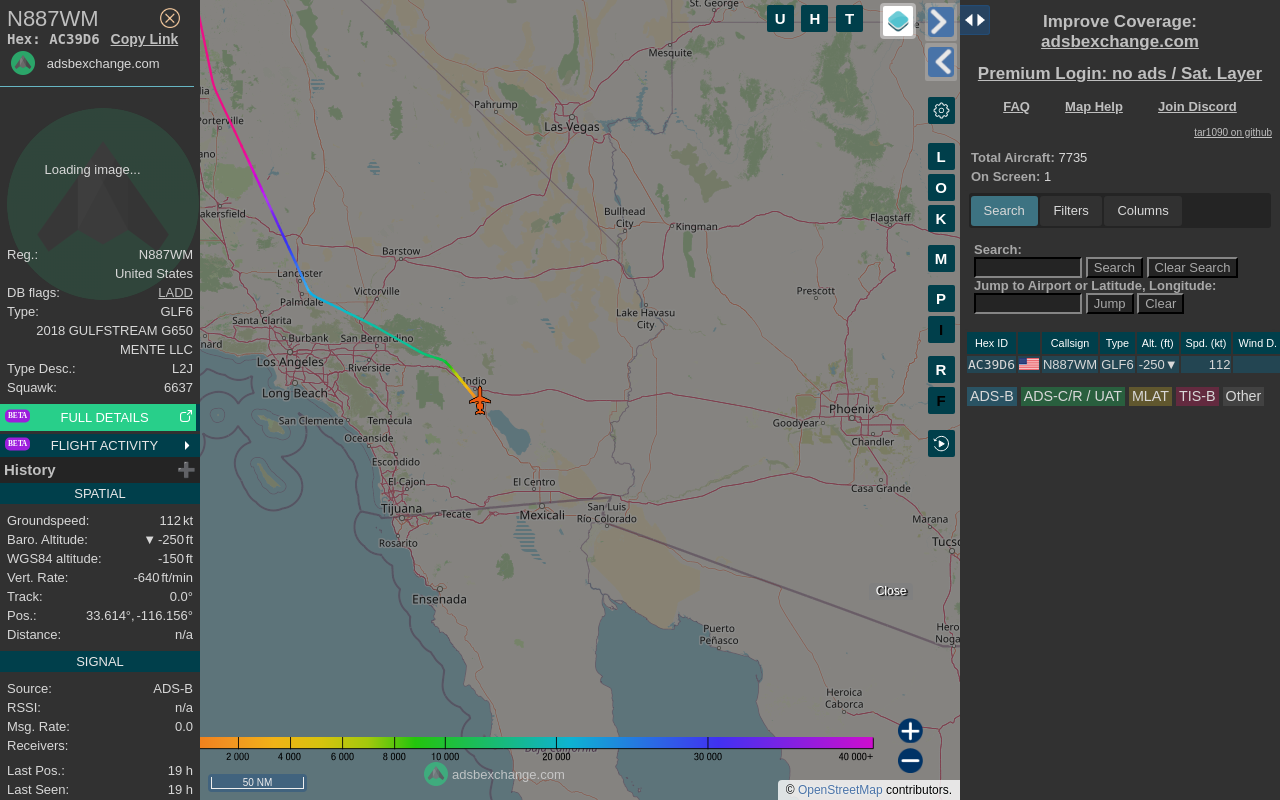 N887WM
Hex: AC39D6 Copy Link
adsbexchange.com
Loading image...
Reg.: N887WM
United States
DB flags: LADD
Type: GLF6
2018 GULFSTREAM G650
MENTE LLC
Type Desc.: L2J
Squawk: 6637
BETA FULL DETAILS
BETA FLIGHT ACTIVITY
History
SPATIAL
Groundspeed: 112 kt
Baro. Altitude: ▼ -250 ft
WGS84 altitude: -150 ft
Vert. Rate: -640 ft/min
Track: 0.0°
Pos.: 33.614°, -116.156°
Distance: n/a
SIGNAL
Source: ADS-B
RSSI: n/a
Msg. Rate: 0.0
Receivers:
Last Pos.: 19 h
Last Seen: 19 h
St. George
Mesquite
Pahrump
Las Vegas
Porterville
Bullhead
City
Kingman
Flagstaff
Barstow
Lancaster
Palmdale
Victorville
Prescott
Lake Havasu
City
Santa Clarita
Burbank
San Bernardino
Los Angeles
Riverside
Long Beach
Indio
Phoenix
Goodyear
Chandler
San Clemente
Temecula
Oceanside
Escondido
El Cajon
El Centro
Casa Grande
Tijuana
Tecate
Mexicali
San Luis
Río Colorado
Marana
Rosarito
Ensenada
Puerto
Peñasco
Heroica
Caborca
Close
U H T
L
O
K
M
P
I
R
F
2 000 4 000 6 000 8 000 10 000 20 000 30 000 40 000+
50 NM
adsbexchange.com
© OpenStreetMap contributors.
Improve Coverage:
adsbexchange.com
Premium Login: no ads / Sat. Layer
FAQ Map Help Join Discord
tar1090 on github
Total Aircraft: 7735
On Screen: 1
Search Filters Columns
Search:
Search Clear Search
Jump to Airport or Latitude, Longitude:
Jump Clear
Hex ID Callsign Type Alt. (ft) Spd. (kt) Wind D.
AC39D6 N887WM GLF6 -250▼ 112
ADS-B ADS-C/R / UAT MLAT TIS-B Other